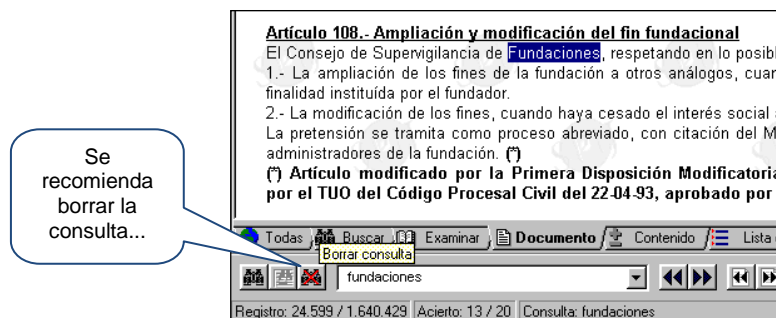 Artículo 108.- Ampliación y modificación del fin fundacional
El Consejo de Supervigilancia de Fundaciones, respetando en lo posibl
1.- La ampliación de los fines de la fundación a otros análogos, cuan
finalidad instituída por el fundador.
2.- La modificación de los fines, cuando haya cesado el interés social
La pretensión se tramita como proceso abreviado, con citación del M
administradores de la fundación. (*)
(*) Artículo modificado por la Primera Disposición Modificatoria
por el TUO del Código Procesal Civil del 22-04-93, aprobado por
Se
recomienda
borrar la
consulta...
Todas Buscar Examinar Documento Contenido Lista
Borrar consulta
fundaciones
Registro: 24.599 / 1.640.429 Acierto: 13 / 20 Consulta: fundaciones